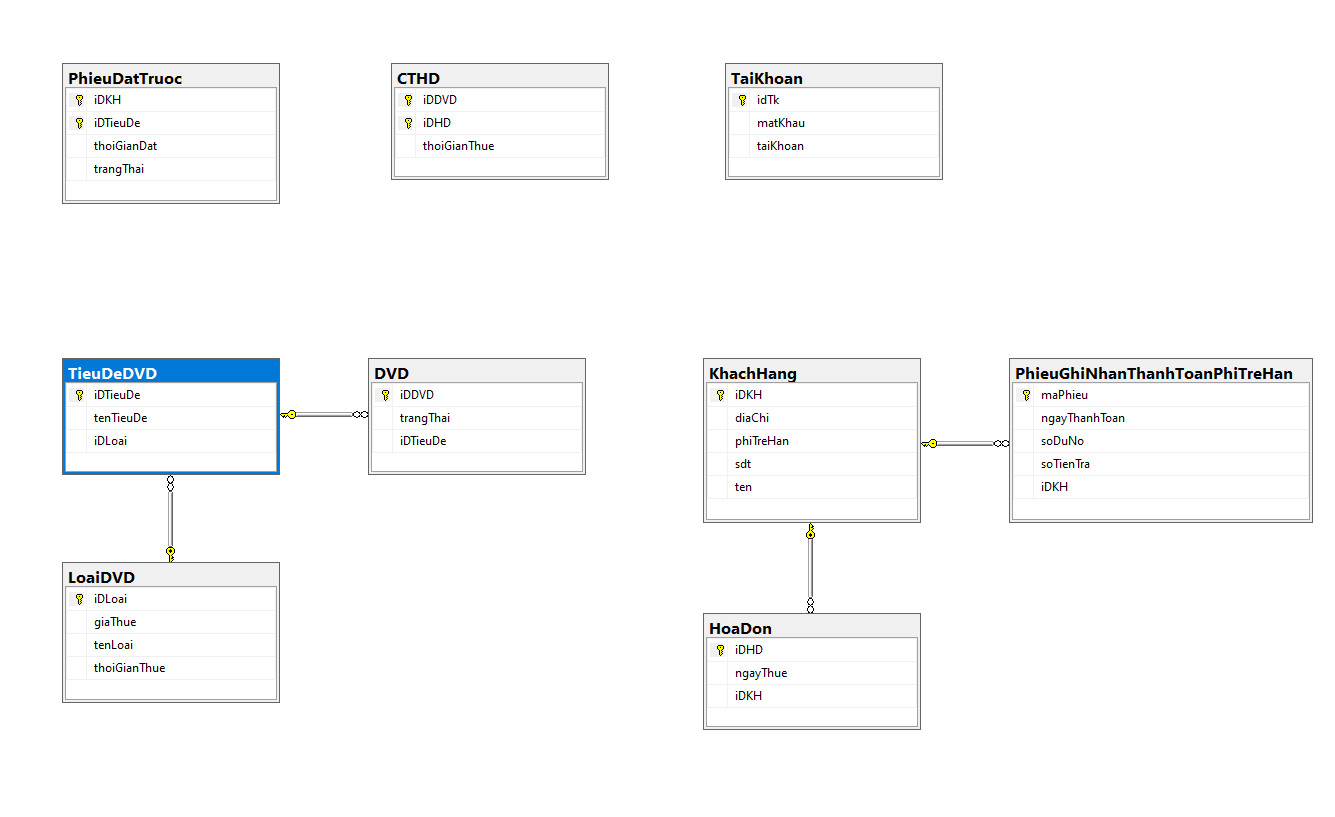 PhieuDatTruoc
iDKH
iDTieuDe
thoiGianDat
trangThai
CTHD
iDDVD
iDHD
thoiGianThue
TaiKhoan
idTk
matKhau
taiKhoan
TieuDeDVD
iDTieuDe
tenTieuDe
iDLoai
DVD
iDDVD
trangThai
iDTieuDe
KhachHang
iDKH
diaChi
phiTreHan
sdt
ten
PhieuGhiNhanThanhToanPhiTreHan
maPhieu
ngayThanhToan
soDuNo
soTienTra
iDKH
LoaiDVD
iDLoai
giaThue
tenLoai
thoiGianThue
HoaDon
iDHD
ngayThue
iDKH